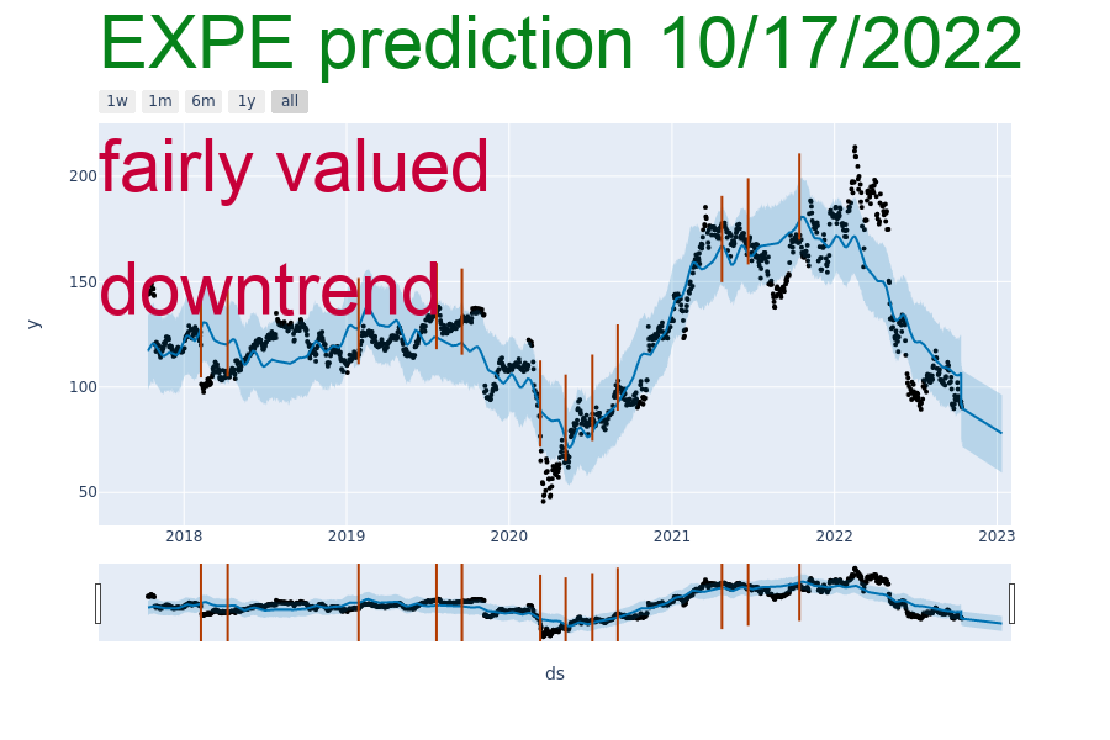 EXPE prediction 10/17/2022
1w 1m 6m 1y all
fairly valued
200
downtrend
150
y
100
50
2018 2019 2020 2021 2022 2023
ds